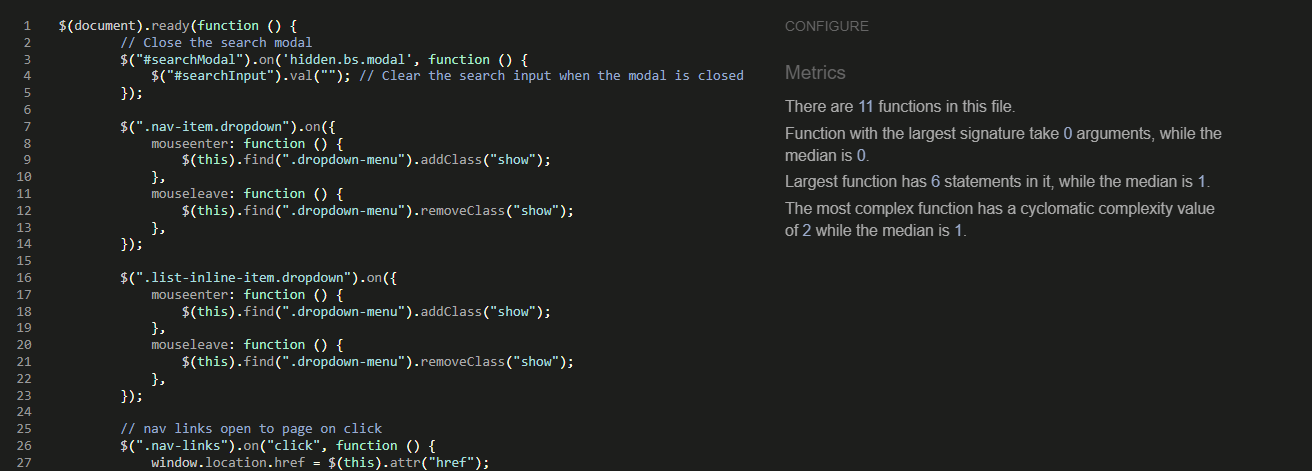 1 $(document).ready(function () {
2 // Close the search modal
3 $("#searchModal").on('hidden.bs.modal', function () {
4 $("#searchInput").val(""); // Clear the search input when the modal is closed
5 });
6
7 $(".nav-item.dropdown").on({
8 mouseenter: function () {
9 $(this).find(".dropdown-menu").addClass("show");
10 },
11 mouseleave: function () {
12 $(this).find(".dropdown-menu").removeClass("show");
13 },
14 });
15
16 $(".list-inline-item.dropdown").on({
17 mouseenter: function () {
18 $(this).find(".dropdown-menu").addClass("show");
19 },
20 mouseleave: function () {
21 $(this).find(".dropdown-menu").removeClass("show");
22 },
23 });
24
25 // nav links open to page on click
26 $(".nav-links").on("click", function () {
27 window.location.href = $(this).attr("href");
CONFIGURE
Metrics
There are 11 functions in this file.
Function with the largest signature take 0 arguments, while the
median is 0.
Largest function has 6 statements in it, while the median is 1.
The most complex function has a cyclomatic complexity value
of 2 while the median is 1.